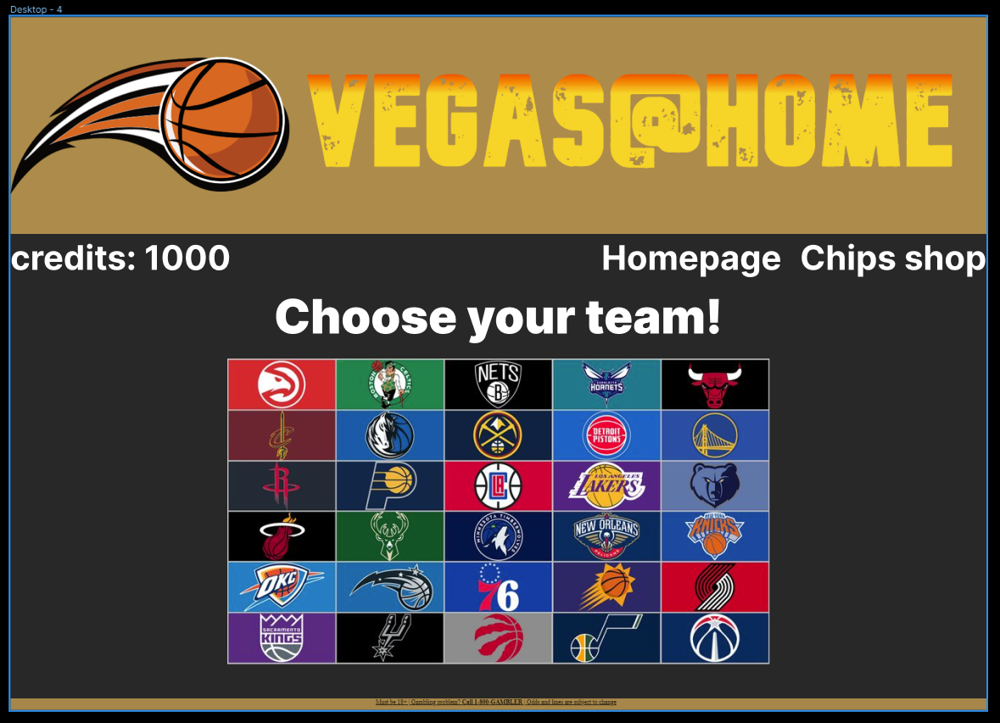 Desktop - 4
VEGAS@HOME
credits: 1000
Homepage Chips shop
Choose your team!
BOSTON CELTICS
NETS
B
CHARLOTTE
HORNETS
C
DETROIT
PISTONS
R
P
LA
LOS ANGELES
LAKERS
MINNESOTA TIMBERWOLVES
NEW ORLEANS
PELICANS
NEW YORK
KNICKS
OKC
76
SACRAMENTO
KINGS
Must be 18+ | Gambling problem? Call 1-800-GAMBLER | Odds and lines are subject to change